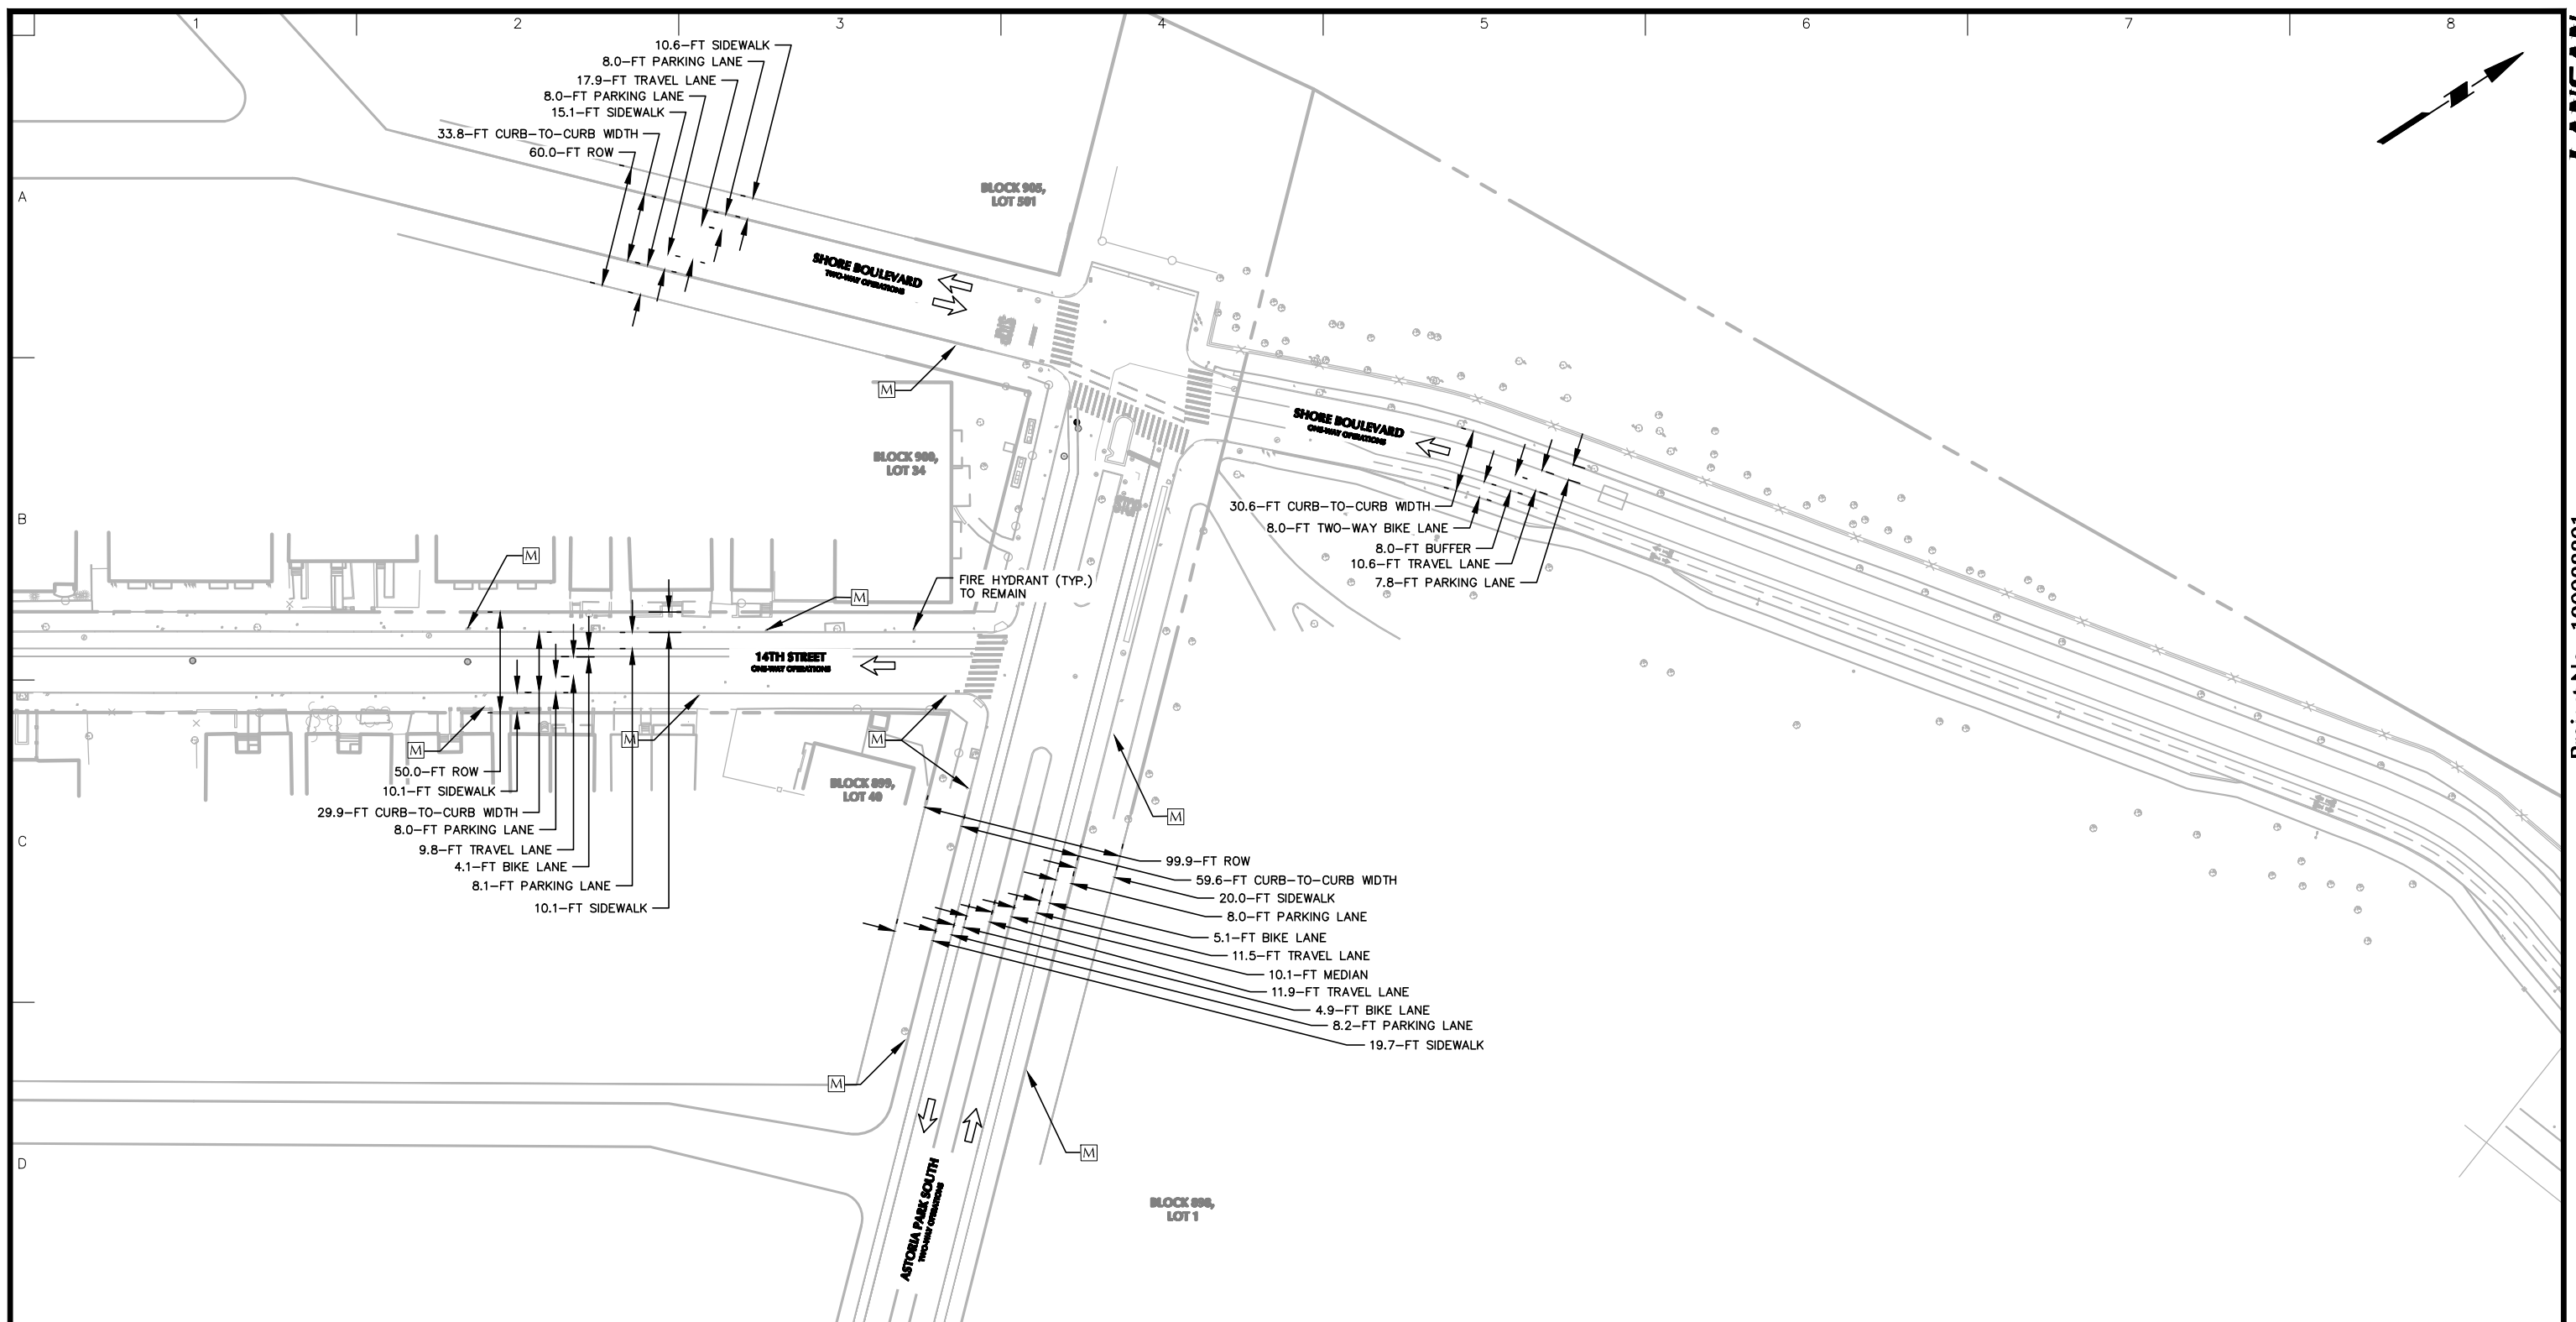 1
2
3
4
5
6
7
8
A
B
C
D
10.6-FT SIDEWALK
8.0-FT PARKING LANE
17.9-FT TRAVEL LANE
8.0-FT PARKING LANE
15.1-FT SIDEWALK
33.8-FT CURB-TO-CURB WIDTH
60.0-FT ROW
BLOCK 905,
LOT 501
SHORE BOULEVARD
TWO-WAY OPERATIONS
M
BLOCK 900,
LOT 34
SHORE BOULEVARD
ONE-WAY OPERATIONS
30.6-FT CURB-TO-CURB WIDTH
8.0-FT TWO-WAY BIKE LANE
8.0-FT BUFFER
10.6-FT TRAVEL LANE
7.8-FT PARKING LANE
M
M
FIRE HYDRANT (TYP.)
TO REMAIN
14TH STREET
ONE-WAY OPERATIONS
M
M
M
50.0-FT ROW
10.1-FT SIDEWALK
29.9-FT CURB-TO-CURB WIDTH
8.0-FT PARKING LANE
9.8-FT TRAVEL LANE
4.1-FT BIKE LANE
8.1-FT PARKING LANE
10.1-FT SIDEWALK
BLOCK 899,
LOT 40
M
99.9-FT ROW
59.6-FT CURB-TO-CURB WIDTH
20.0-FT SIDEWALK
8.0-FT PARKING LANE
5.1-FT BIKE LANE
11.5-FT TRAVEL LANE
10.1-FT MEDIAN
11.9-FT TRAVEL LANE
4.9-FT BIKE LANE
8.2-FT PARKING LANE
19.7-FT SIDEWALK
M
M
ASTORIA PARK SOUTH
TWO-WAY OPERATIONS
BLOCK 898,
LOT 1